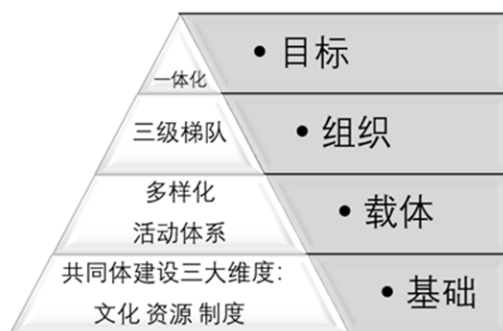 一体化
• 目标
三级梯队
• 组织
多样化
活动体系
• 载体
共同体建设三大维度：
文化 资源 制度
• 基础